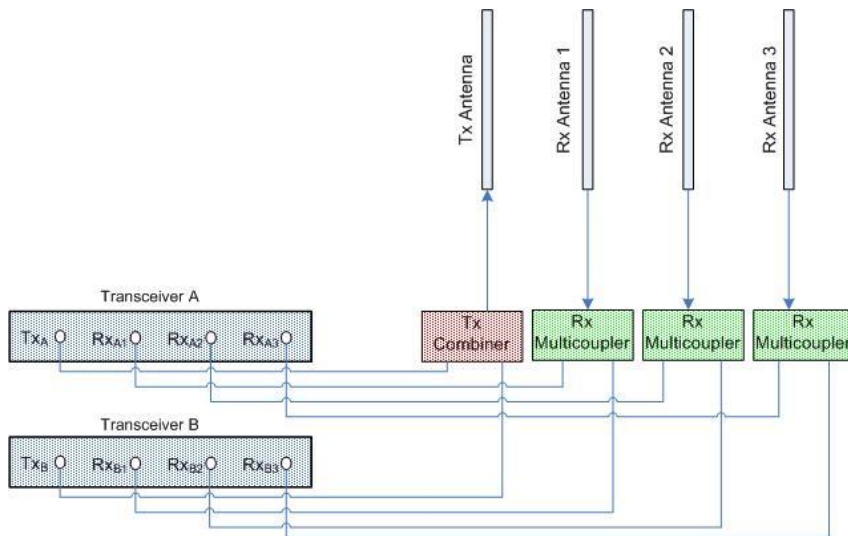 Tx Antenna
Rx Antenna 1
Rx Antenna 2
Rx Antenna 3
Transceiver A
TxA
RxA1
RxA2
RxA3
Tx
Combiner
Rx
Multicoupler
Rx
Multicoupler
Rx
Multicoupler
Transceiver B
TxB
RxB1
RxB2
RxB3